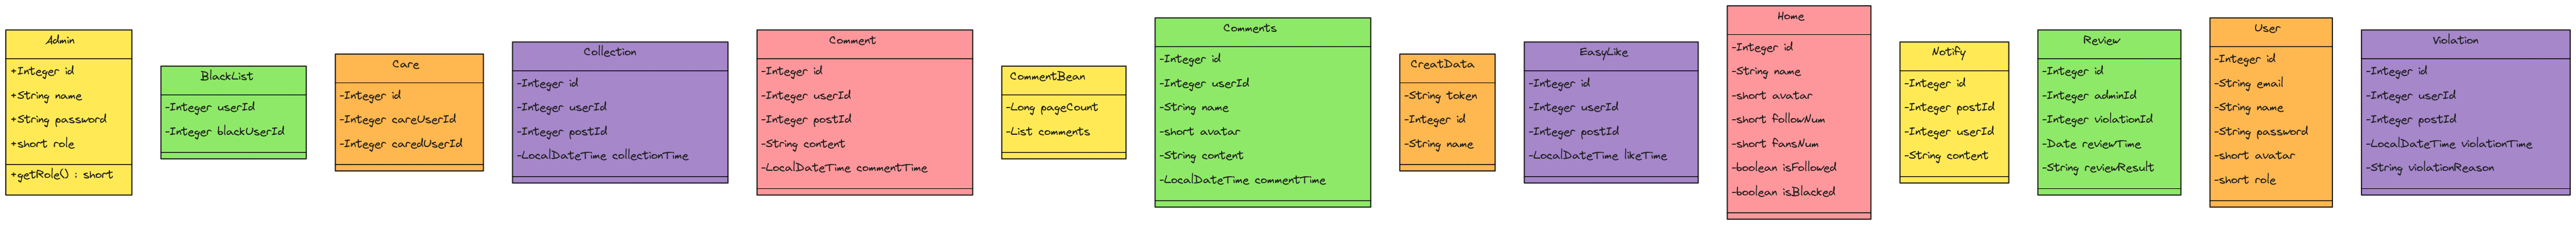 Admin
+Integer id
+String name
+String password
+short role
+getRole() : short
BlackList
-Integer userId
-Integer blackUserId
Care
-Integer id
-Integer careUserId
-Integer caredUserId
Collection
-Integer id
-Integer userId
-Integer postId
-LocalDateTime collectionTime
Comment
-Integer id
-Integer userId
-Integer postId
-String content
-LocalDateTime commentTime
CommentBean
-Long pageCount
-List comments
Comments
-Integer id
-Integer userId
-String name
-short avatar
-String content
-LocalDateTime commentTime
CreatData
-String token
-Integer id
-String name
EasyLike
-Integer id
-Integer userId
-Integer postId
-LocalDateTime likeTime
Home
-Integer id
-String name
-short avatar
-short followNum
-short fansNum
-boolean isFollowed
-boolean isBlacked
Notify
-Integer id
-Integer postId
-Integer userId
-String content
Review
-Integer id
-Integer adminId
-Integer violationId
-Date reviewTime
-String reviewResult
User
-Integer id
-String email
-String name
-String password
-short avatar
-short role
Violation
-Integer id
-Integer userId
-Integer postId
-LocalDateTime violationTime
-String violationReason